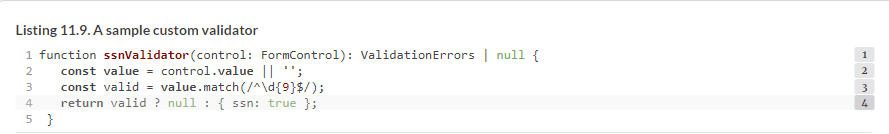 Listing 11.9. A sample custom validator
1 function ssnValidator(control: FormControl): ValidationErrors | null { 1
2   const value = control.value || ''; 2
3   const valid = value.match(/^\d{9}$/); 3
4   return valid ? null : { ssn: true }; 4
5 }